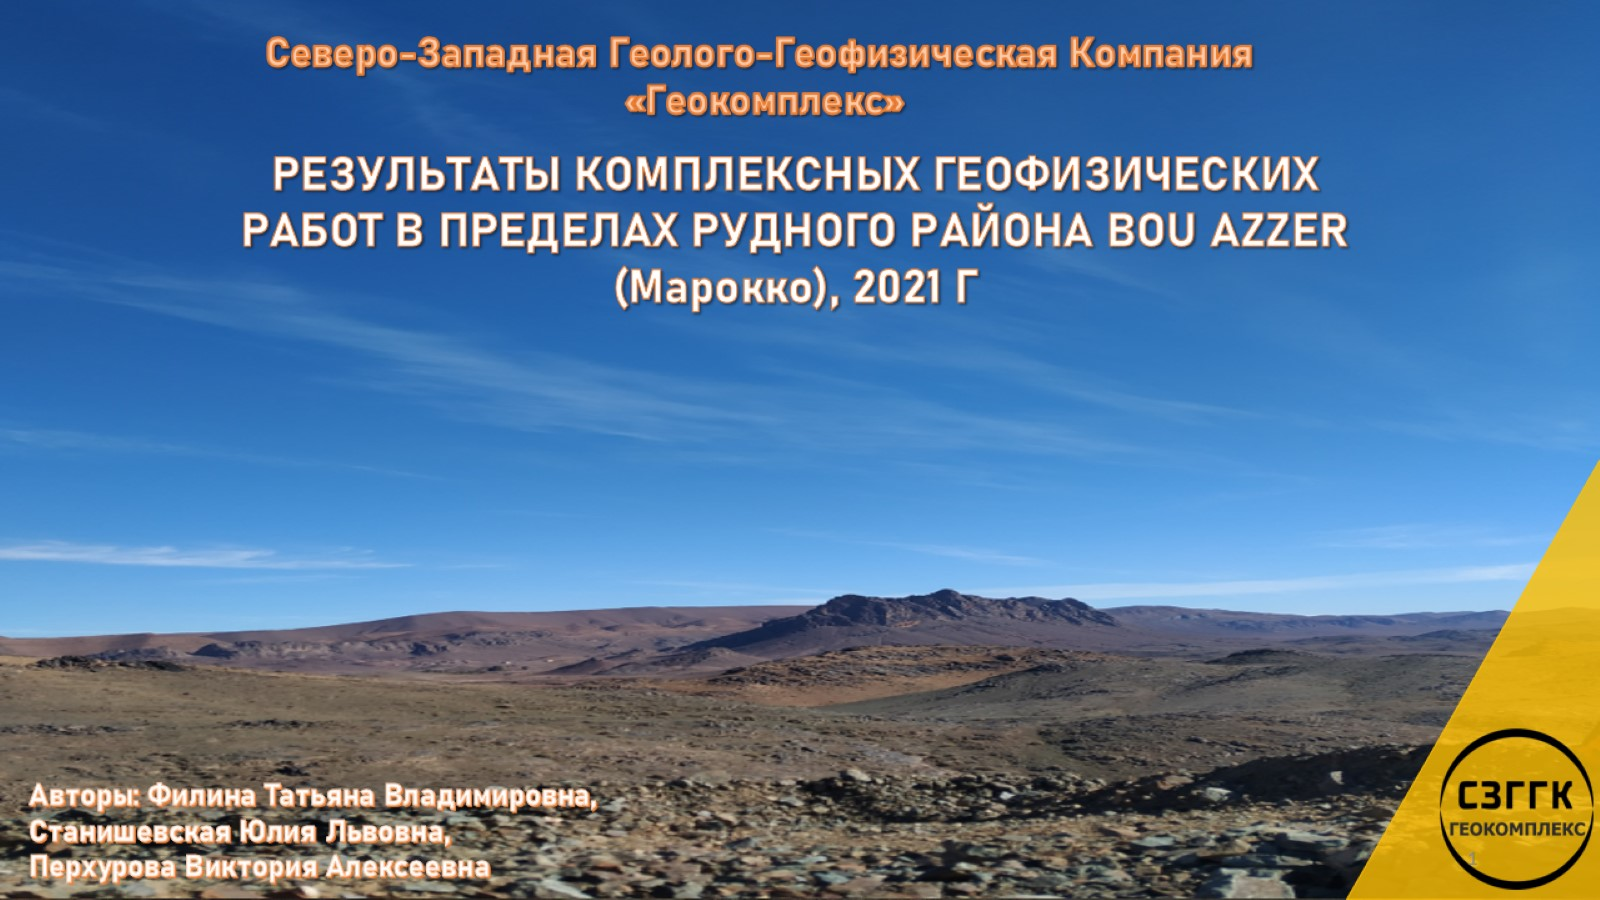 Северо-Западная Геолого-Геофизическая Компания
«Геокомплекс»
РЕЗУЛЬТАТЫ КОМПЛЕКСНЫХ ГЕОФИЗИЧЕСКИХ
РАБОТ В ПРЕДЕЛАХ РУДНОГО РАЙОНА BOU AZZER
(Марокко), 2021 Г
Авторы: Филина Татьяна Владимировна,
Станишевская Юлия Львовна,
Перхурова Виктория Алексеевна
СЗГГК
ГЕОКОМПЛЕКС
1